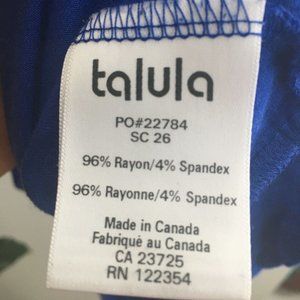 talula
PO#22784
SC 26
96% Rayon/4% Spandex
96% Rayonne/4% Spandex
Made in Canada
Fabriqué au Canada
CA 23725
RN 122354